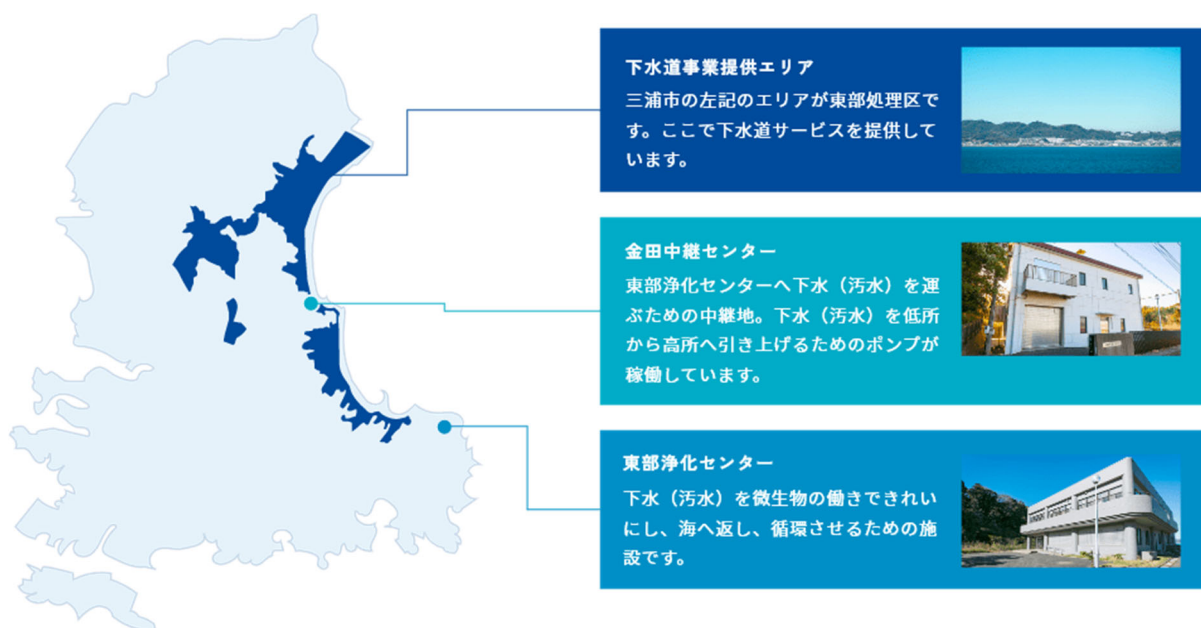 下水道事業提供エリア
三浦市の左記のエリアが東部処理区で
す。ここで下水道サービスを提供して
います。
金田中継センター
東部浄化センターへ下水（汚水）を運
ぶための中継地。下水（汚水）を低所
から高所へ引き上げるためのポンプが
稼働しています。
東部浄化センター
下水（汚水）を微生物の働きできれい
にし、海へ返し、循環させるための施
設です。